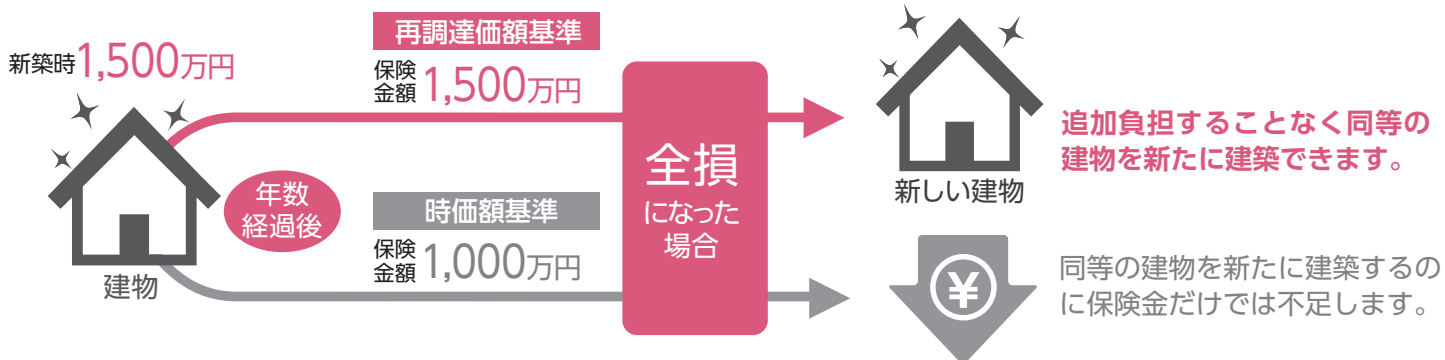 新築時1,500万円
建物
年数
経過後
再調達価額基準
保険
金額 1,500万円
時価額基準
保険
金額 1,000万円
全損
になった
場合
新しい建物
追加負担することなく同等の
建物を新たに建築できます。
¥
同等の建物を新たに建築するの
に保険金だけでは不足します。